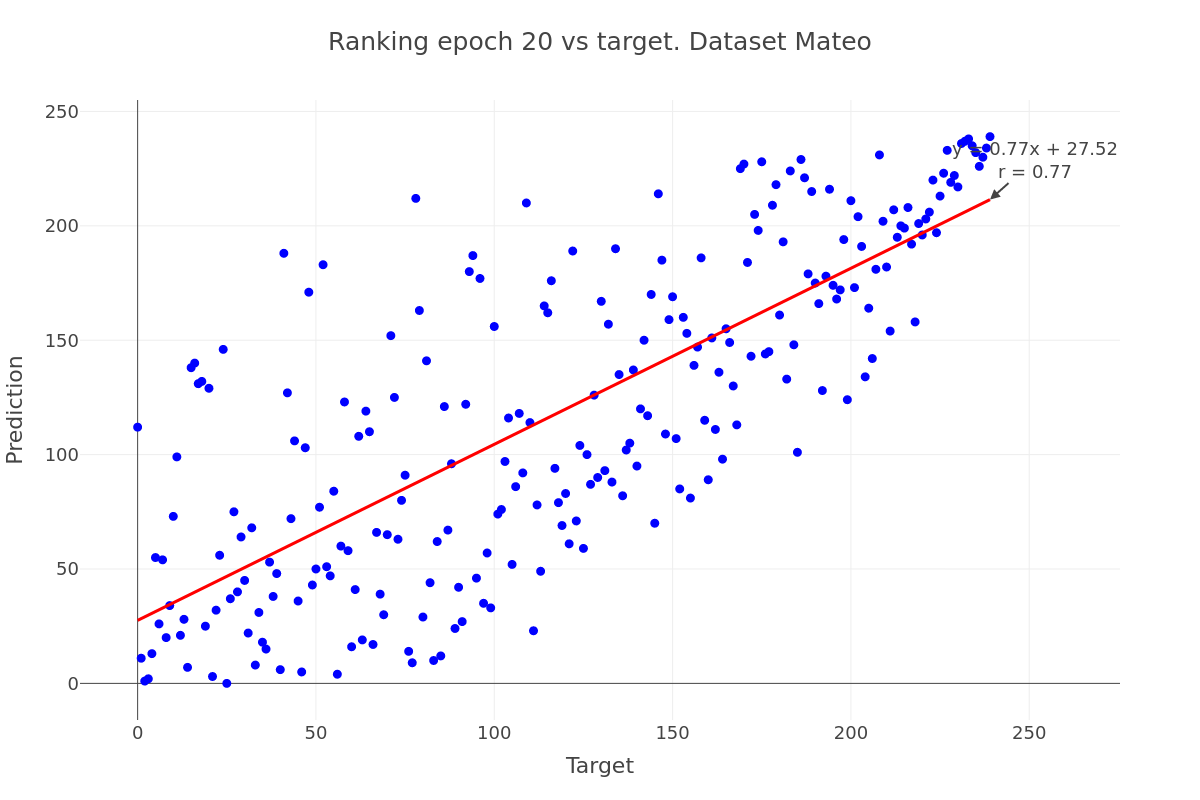 Ranking epoch 20 vs target. Dataset Mateo
250
200
150
100
50
0
Prediction
y = 0.77x + 27.52
r = 0.77
0
50
100
150
200
250
Target